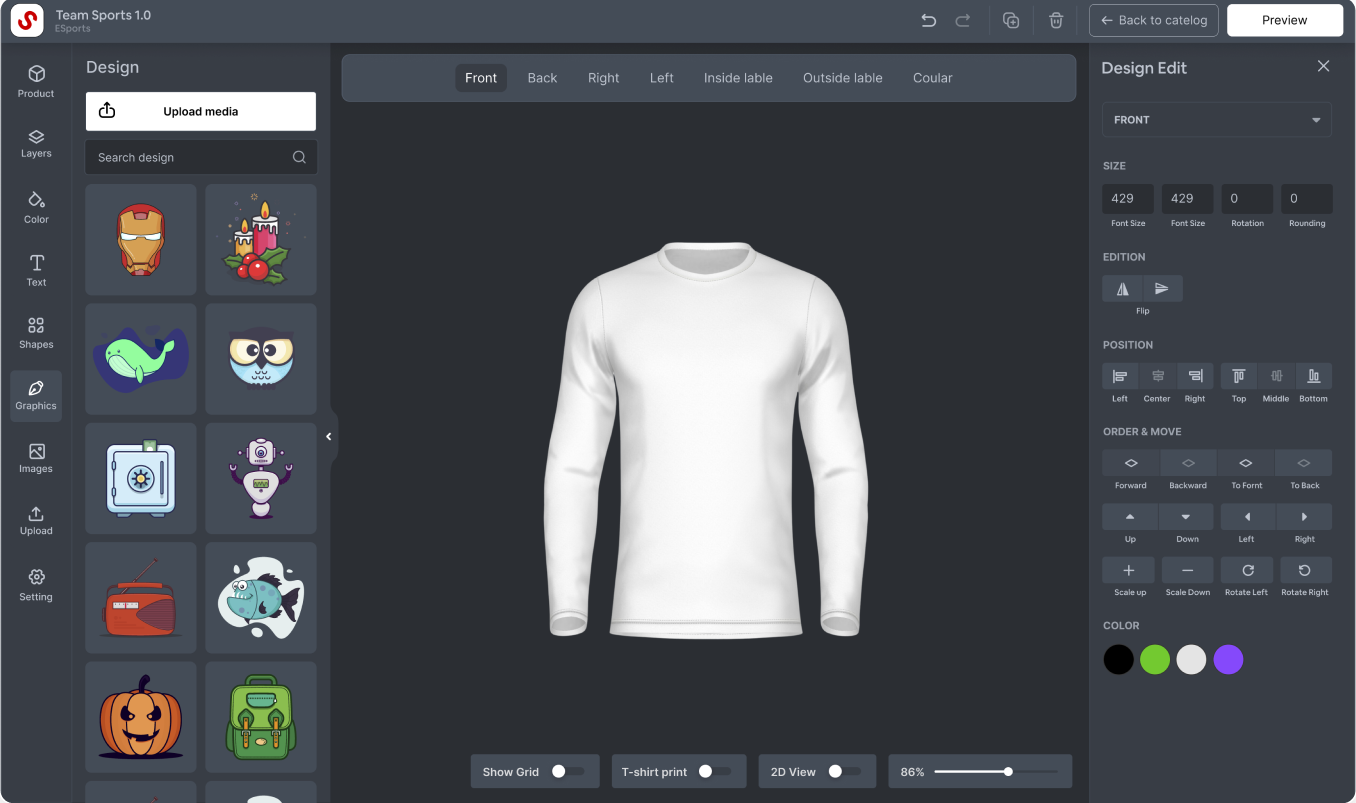 Team Sports 1.0
ESports
Back to catelog
Preview
Product
Layers
Color
Text
Shapes
Graphics
Images
Upload
Setting
Design
Upload media
Search design
Front Back Right Left Inside lable Outside lable Coular
Show Grid
T-shirt print
2D View
86%
Design Edit
FRONT
SIZE
429 429 0 0
Font Size Font Size Rotation Rounding
EDITION
Flip
POSITION
Left Center Right Top Middle Bottom
ORDER & MOVE
Forward Backward To Fornt To Back
Up Down Left Right
Scale up Scale Down Rotate Left Rotate Right
COLOR